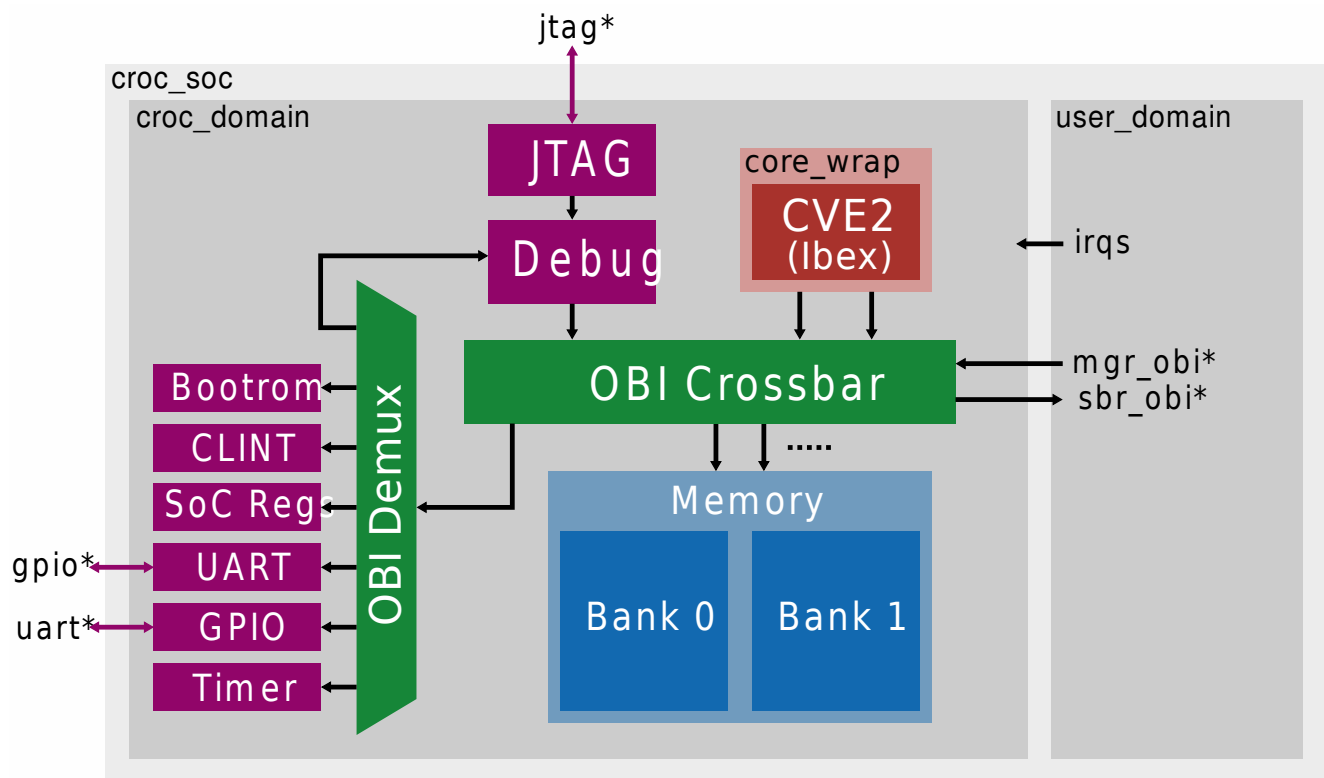 jtag*
croc_soc
croc_domain
user_domain
JTAG
core_wrap
CVE2
(Ibex)
Debug
irqs
OBI Crossbar
mgr_obi*
sbr_obi*
Bootrom
CLINT
SoC Regs
UART
GPIO
Timer
OBI Demux
gpio*
uart*
.....
Memory
Bank 0
Bank 1